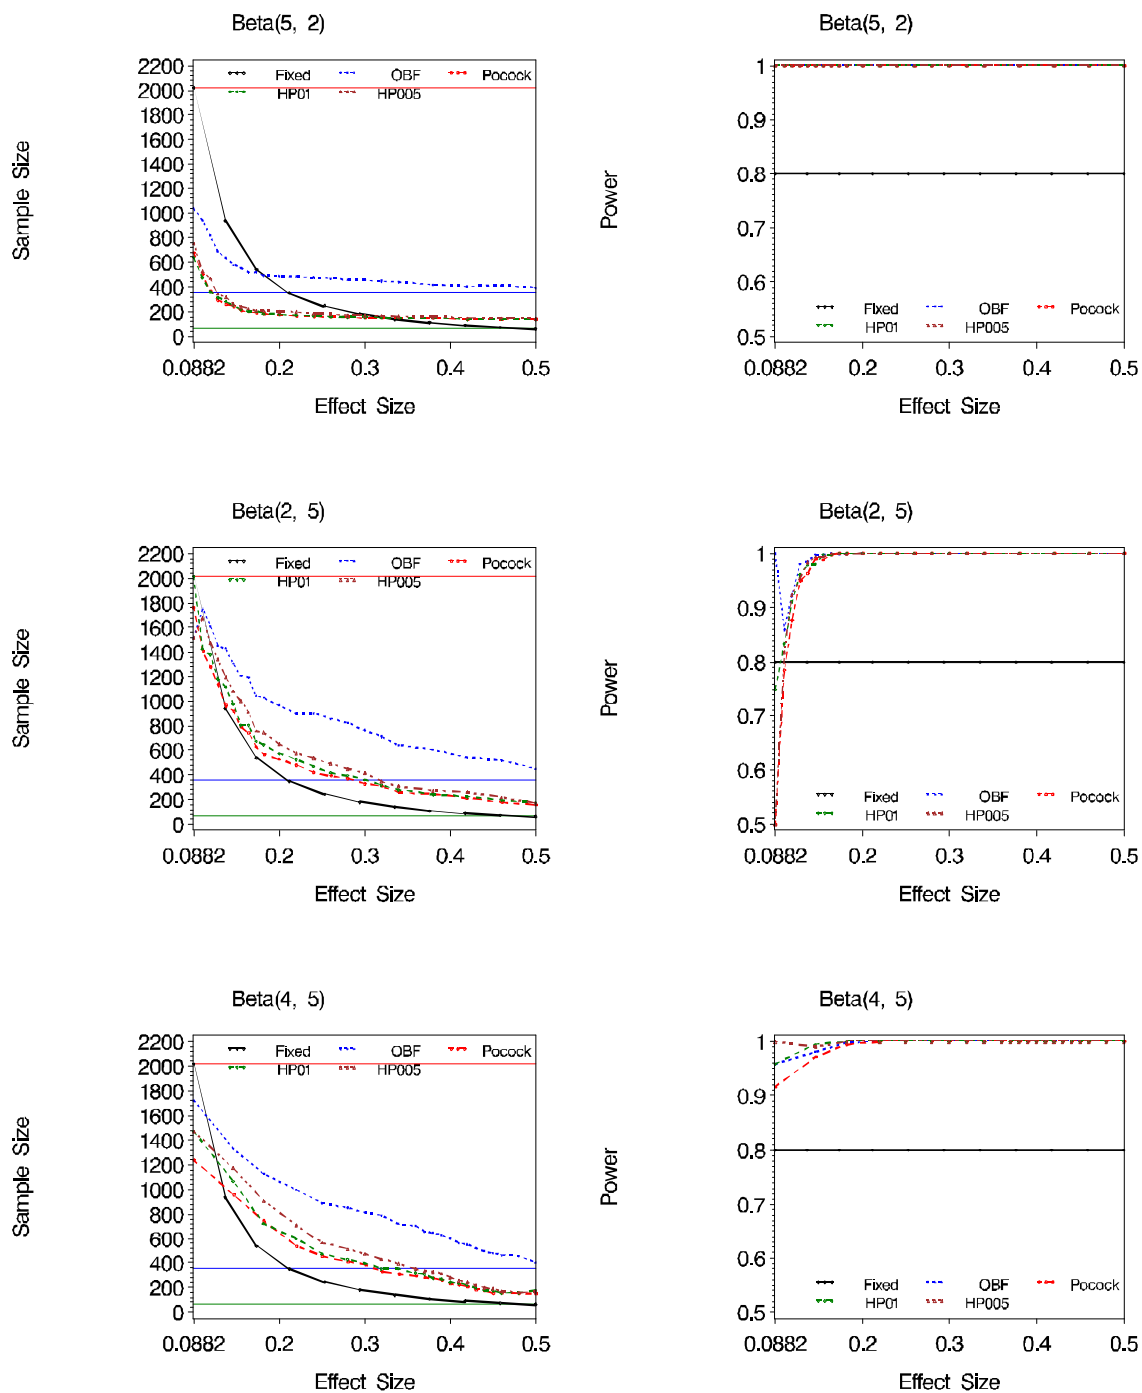 Beta(5, 2)
Sample Size
2200
2000
1800
1600
1400
1200
1000
800
600
400
200
0
Fixed OBF Pocock
HP01 HP005
0.0882 0.2 0.3 0.4 0.5
Effect Size
Beta(5, 2)
Power
1
0.9
0.8
0.7
0.6
0.5
Fixed OBF Pocock
HP01 HP005
0.0882 0.2 0.3 0.4 0.5
Effect Size
Beta(2, 5)
Sample Size
2200
2000
1800
1600
1400
1200
1000
800
600
400
200
0
Fixed OBF Pocock
HP01 HP005
0.0882 0.2 0.3 0.4 0.5
Effect Size
Beta(2, 5)
Power
1
0.9
0.8
0.7
0.6
0.5
Fixed OBF Pocock
HP01 HP005
0.0882 0.2 0.3 0.4 0.5
Effect Size
Beta(4, 5)
Sample Size
2200
2000
1800
1600
1400
1200
1000
800
600
400
200
0
Fixed OBF Pocock
HP01 HP005
0.0882 0.2 0.3 0.4 0.5
Effect Size
Beta(4, 5)
Power
1
0.9
0.8
0.7
0.6
0.5
Fixed OBF Pocock
HP01 HP005
0.0882 0.2 0.3 0.4 0.5
Effect Size